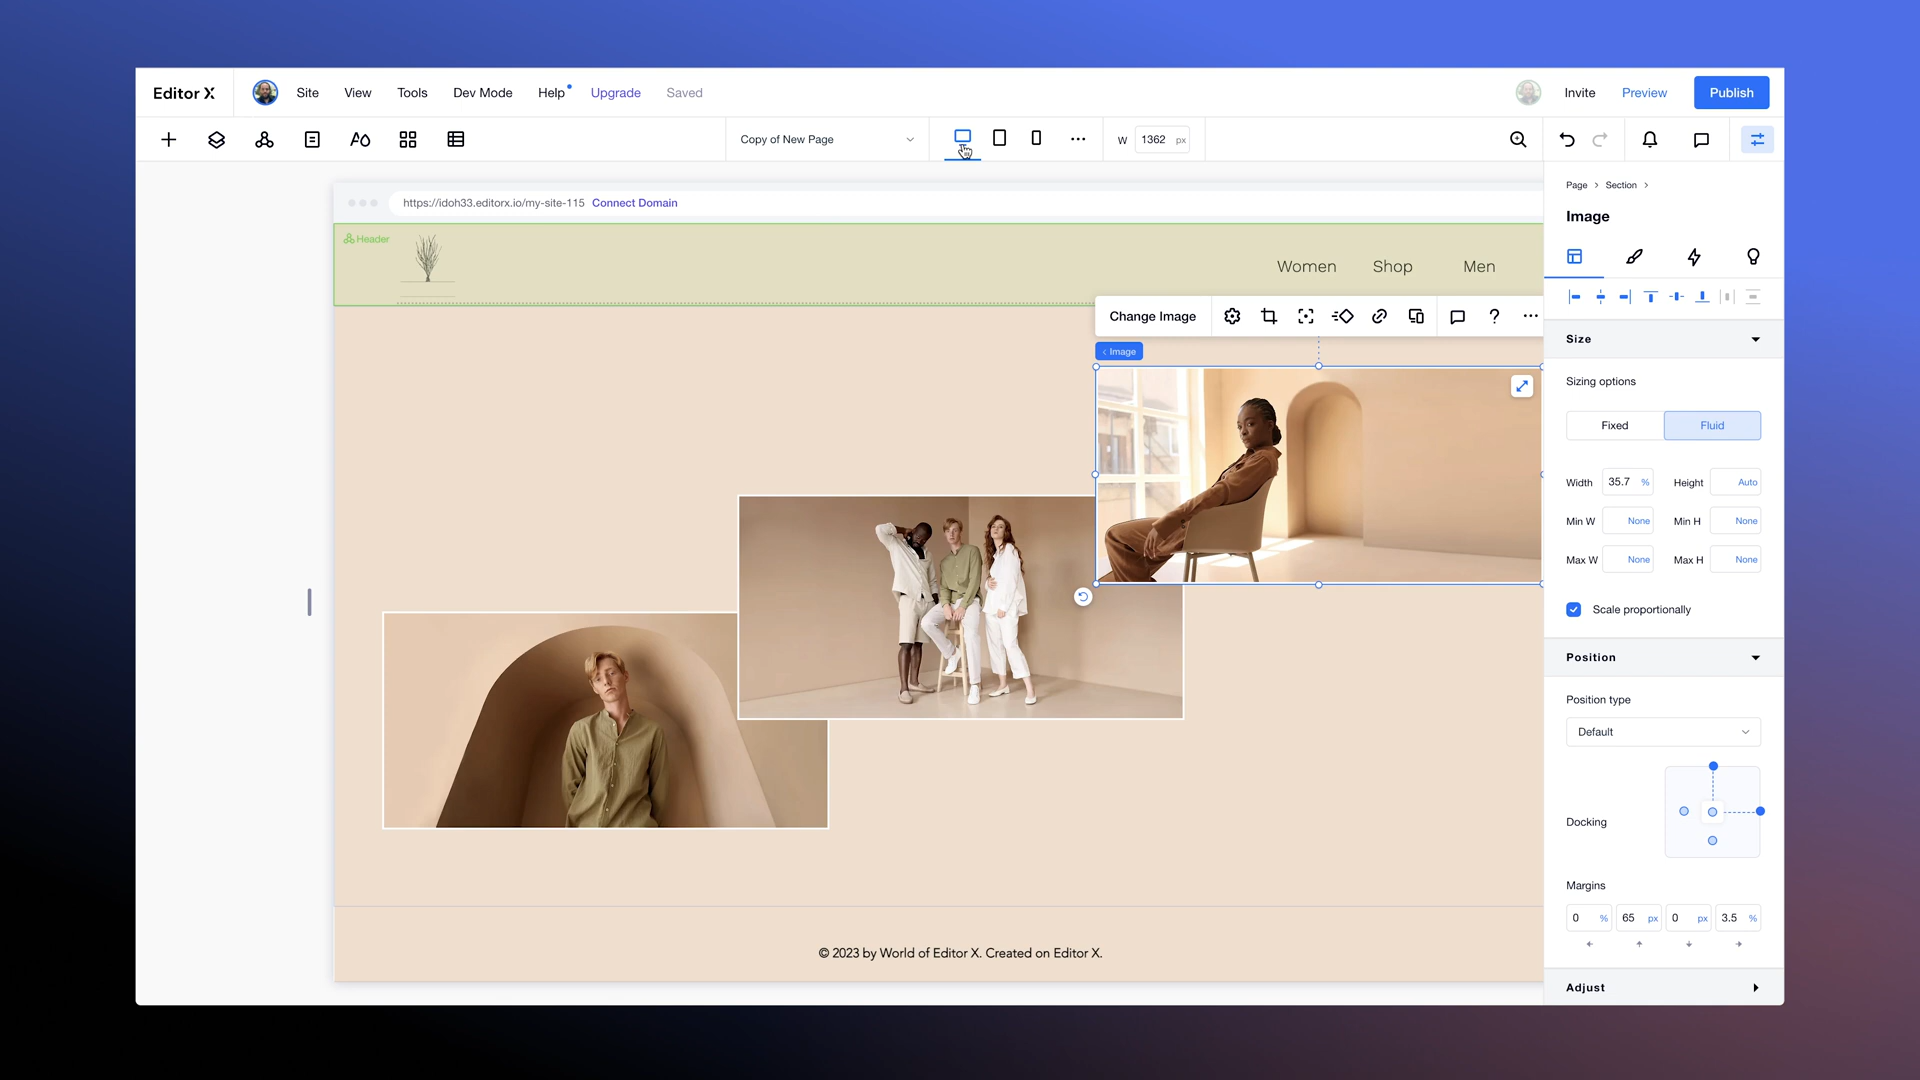 Editor X
Site
View
Tools
Dev Mode
Help
Upgrade
Saved
Invite
Preview
Publish
Copy of New Page
W
1362 px
https://idoh33.editorx.io/my-site-115
Connect Domain
Header
Women
Shop
Men
Change Image
?
< Image
Page > Section >
Image
Size
Sizing options
Fixed
Fluid
Width
35.7 %
Height
Auto
Min W
None
Min H
None
Max W
None
Max H
None
Scale proportionally
Position
Position type
Default
Docking
Margins
0 %
65 px
0 px
3.5 %
Adjust
© 2023 by World of Editor X. Created on Editor X.